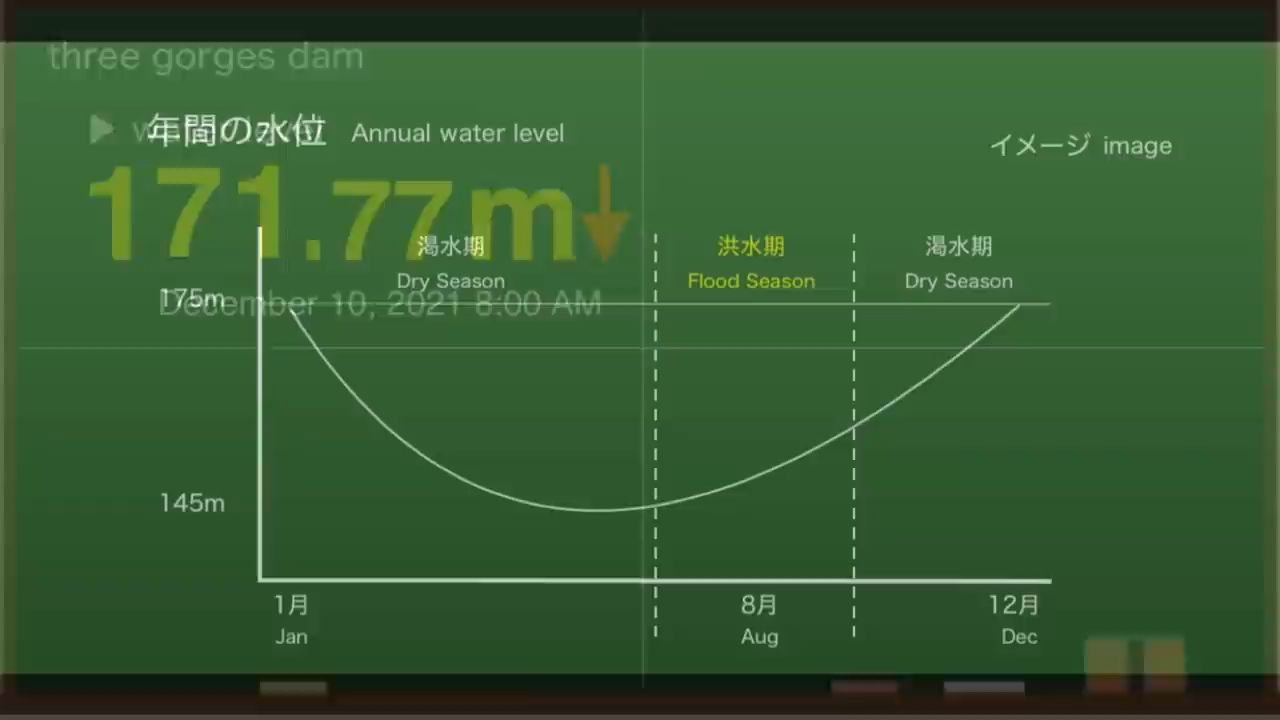 three gorges dam
年間の水位 Annual water level
イメージ image
171.77m↓
渇水期
Dry Season
洪水期
Flood Season
渇水期
Dry Season
175m
December 10, 2021 8:00 AM
145m
1月
Jan
8月
Aug
12月
Dec